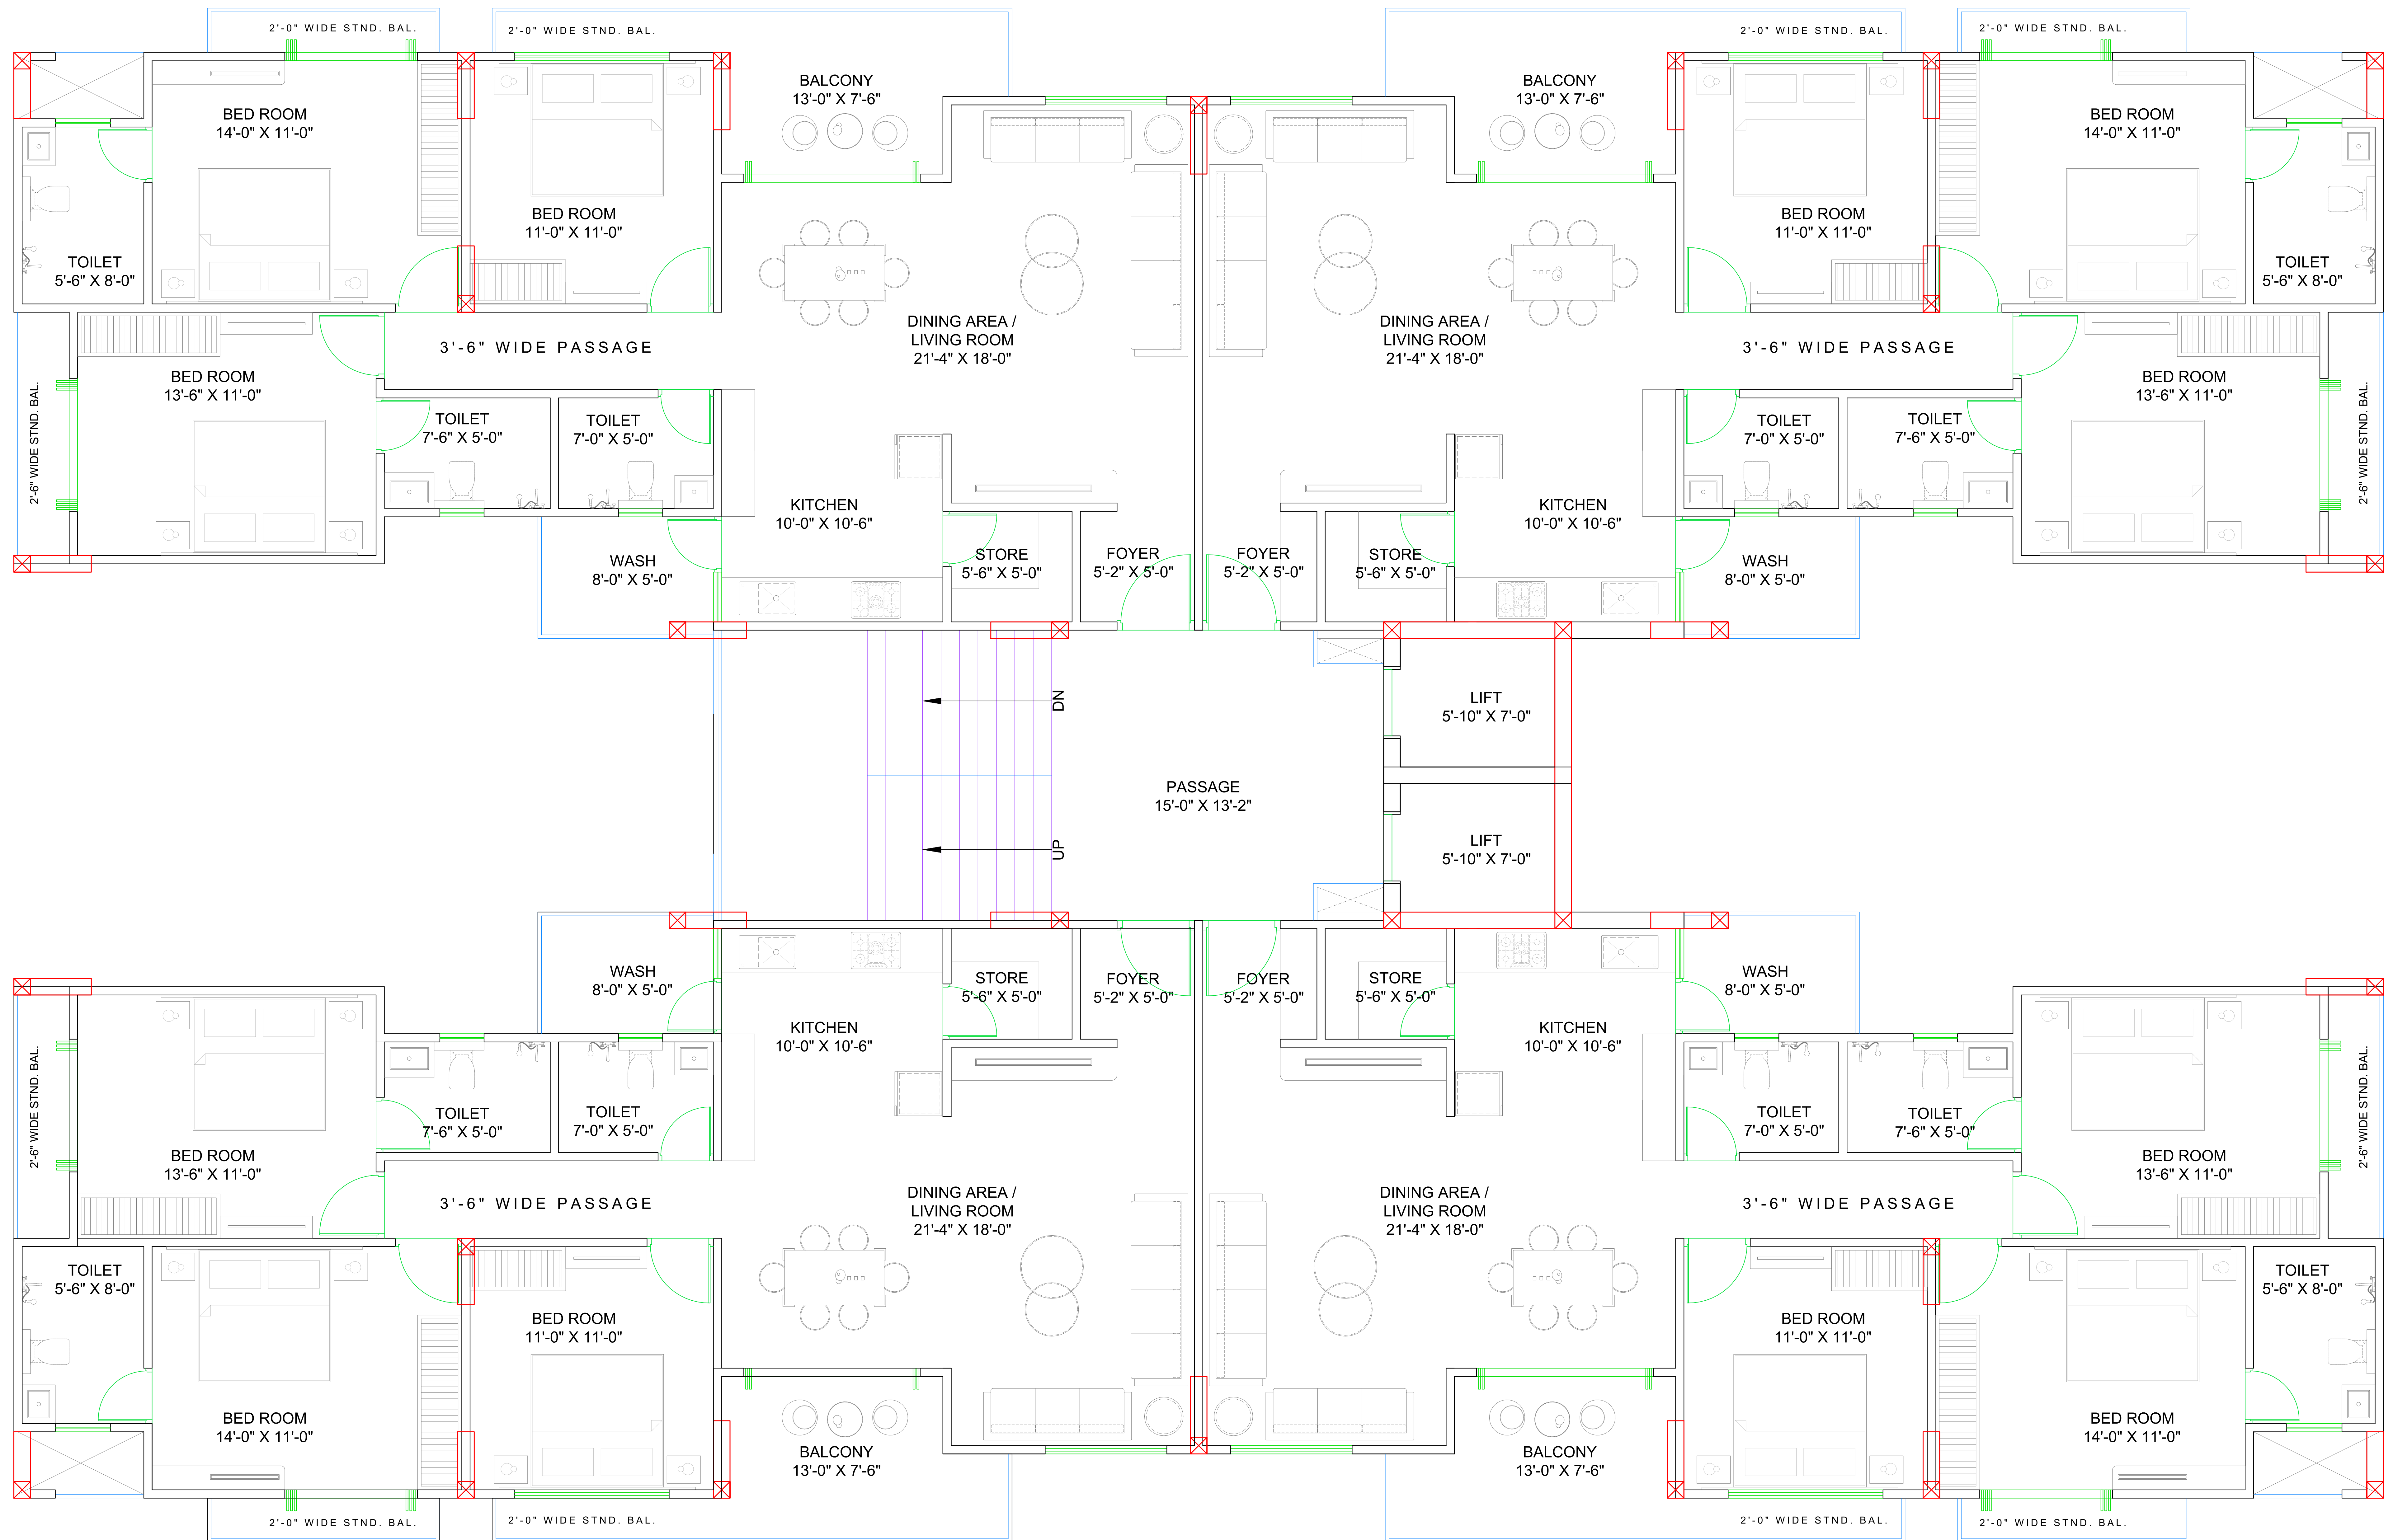 2'-0" WIDE STND. BAL.
2'-0" WIDE STND. BAL.
2'-0" WIDE STND. BAL.
2'-0" WIDE STND. BAL.
BALCONY
13'-0" X 7'-6"
BALCONY
13'-0" X 7'-6"
BED ROOM
14'-0" X 11'-0"
BED ROOM
14'-0" X 11'-0"
BED ROOM
11'-0" X 11'-0"
BED ROOM
11'-0" X 11'-0"
TOILET
5'-6" X 8'-0"
TOILET
5'-6" X 8'-0"
DINING AREA /
LIVING ROOM
21'-4" X 18'-0"
DINING AREA /
LIVING ROOM
21'-4" X 18'-0"
3'-6" WIDE PASSAGE
3'-6" WIDE PASSAGE
BED ROOM
13'-6" X 11'-0"
BED ROOM
13'-6" X 11'-0"
2'-6" WIDE STND. BAL.
TOILET
7'-6" X 5'-0"
TOILET
7'-0" X 5'-0"
TOILET
7'-0" X 5'-0"
TOILET
7'-6" X 5'-0"
2'-6" WIDE STND. BAL.
KITCHEN
10'-0" X 10'-6"
KITCHEN
10'-0" X 10'-6"
WASH
8'-0" X 5'-0"
STORE
5'-6" X 5'-0"
FOYER
5'-2" X 5'-0"
FOYER
5'-2" X 5'-0"
STORE
5'-6" X 5'-0"
WASH
8'-0" X 5'-0"
DN
LIFT
5'-10" X 7'-0"
PASSAGE
15'-0" X 13'-2"
UP
LIFT
5'-10" X 7'-0"
WASH
8'-0" X 5'-0"
STORE
5'-6" X 5'-0"
FOYER
5'-2" X 5'-0"
FOYER
5'-2" X 5'-0"
STORE
5'-6" X 5'-0"
WASH
8'-0" X 5'-0"
KITCHEN
10'-0" X 10'-6"
KITCHEN
10'-0" X 10'-6"
2'-6" WIDE STND. BAL.
TOILET
7'-6" X 5'-0"
TOILET
7'-0" X 5'-0"
TOILET
7'-0" X 5'-0"
TOILET
7'-6" X 5'-0"
2'-6" WIDE STND. BAL.
BED ROOM
13'-6" X 11'-0"
BED ROOM
13'-6" X 11'-0"
3'-6" WIDE PASSAGE
3'-6" WIDE PASSAGE
DINING AREA /
LIVING ROOM
21'-4" X 18'-0"
DINING AREA /
LIVING ROOM
21'-4" X 18'-0"
TOILET
5'-6" X 8'-0"
TOILET
5'-6" X 8'-0"
BED ROOM
11'-0" X 11'-0"
BED ROOM
11'-0" X 11'-0"
BED ROOM
14'-0" X 11'-0"
BED ROOM
14'-0" X 11'-0"
BALCONY
13'-0" X 7'-6"
BALCONY
13'-0" X 7'-6"
2'-0" WIDE STND. BAL.
2'-0" WIDE STND. BAL.
2'-0" WIDE STND. BAL.
2'-0" WIDE STND. BAL.